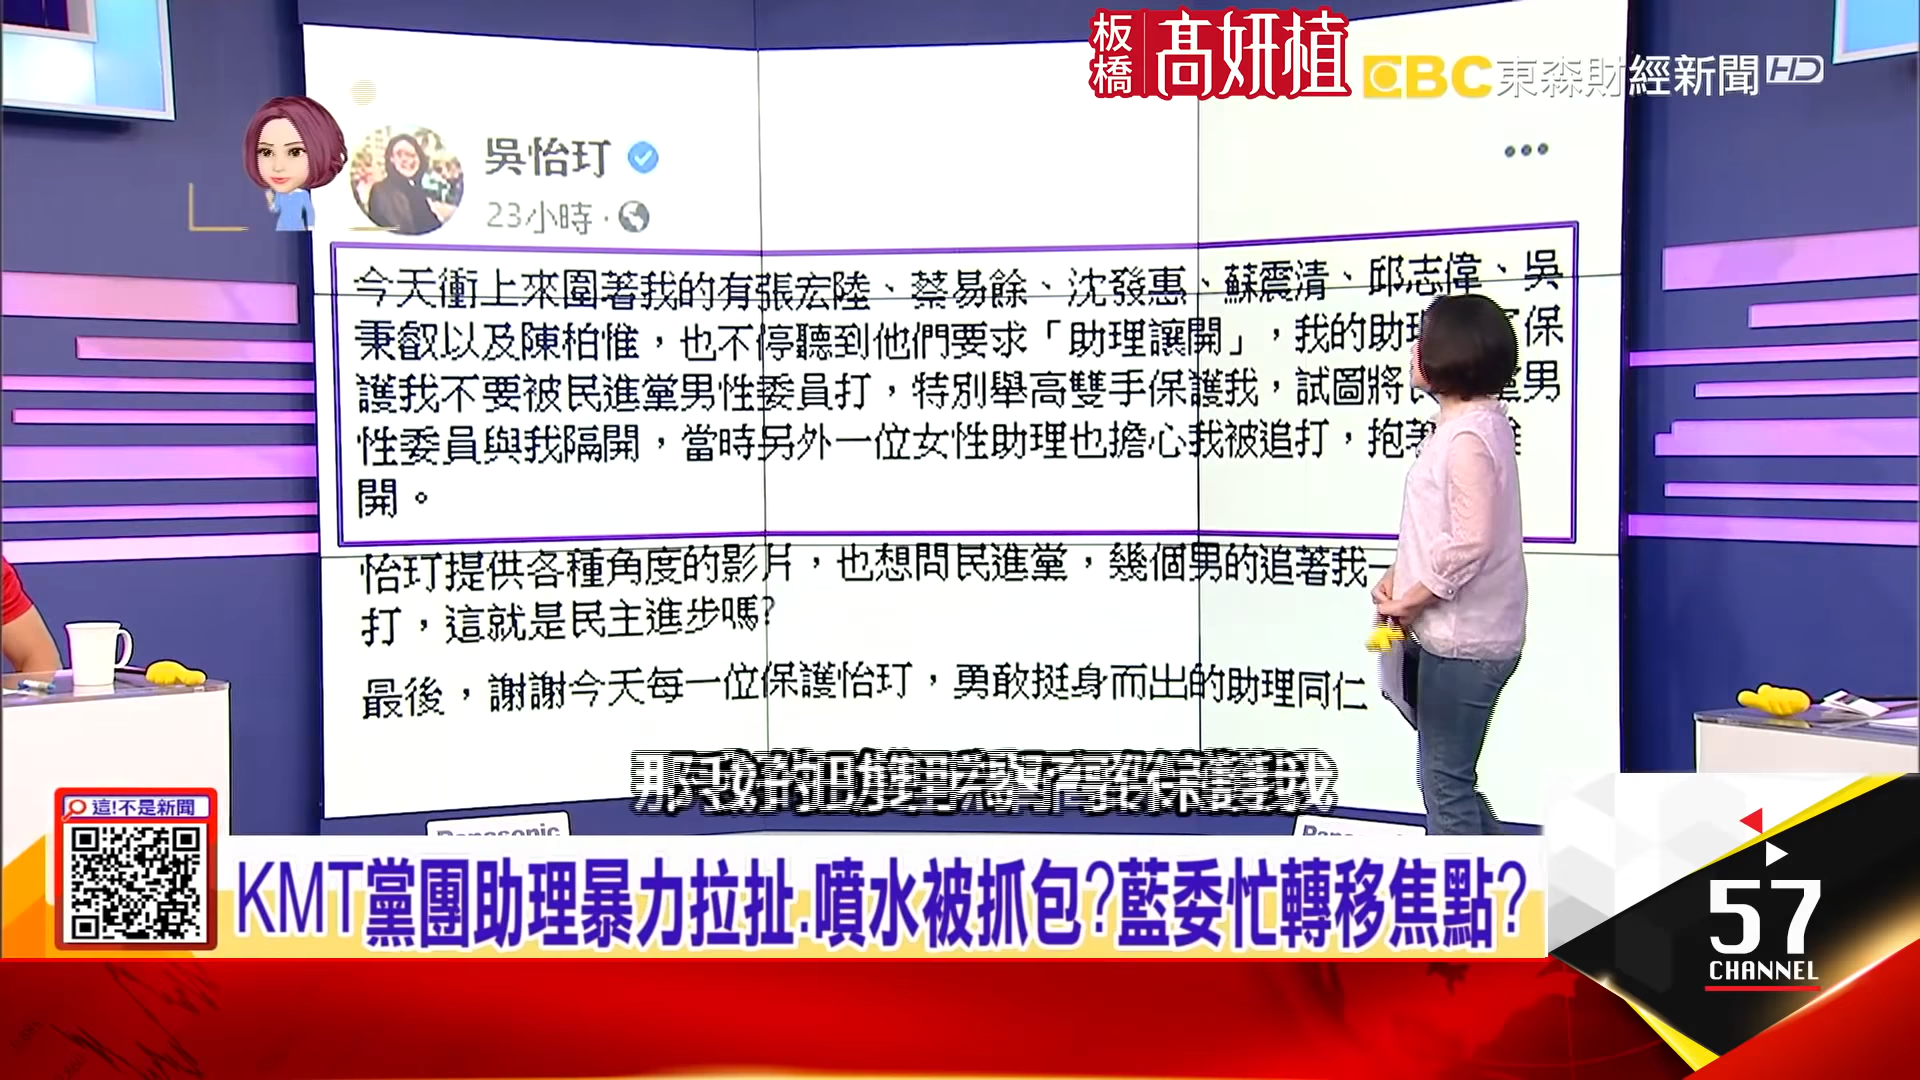 板橋 高妍植
EBC 東森財經新聞 HD
吳怡玎
23小時
今天衝上來圍著我的有張宏陸、蔡易餘、沈發惠、蘇震清、邱志偉、吳
秉叡以及陳柏惟，也不停聽到他們要求「助理讓開」，我的助理 保
護我不要被民進黨男性委員打，特別舉高雙手保護我，試圖將 黨男
性委員與我隔開，當時另外一位女性助理也擔心我被追打，抱著 離
開。
怡玎提供各種角度的影片，也想問民進黨，幾個男的追著我一
打，這就是民主進步嗎?
最後，謝謝今天每一位保護怡玎，勇敢挺身而出的助理同仁
Panasonic
這!不是新聞
KMT黨團助理暴力拉扯.噴水被抓包?藍委忙轉移焦點?
57
CHANNEL